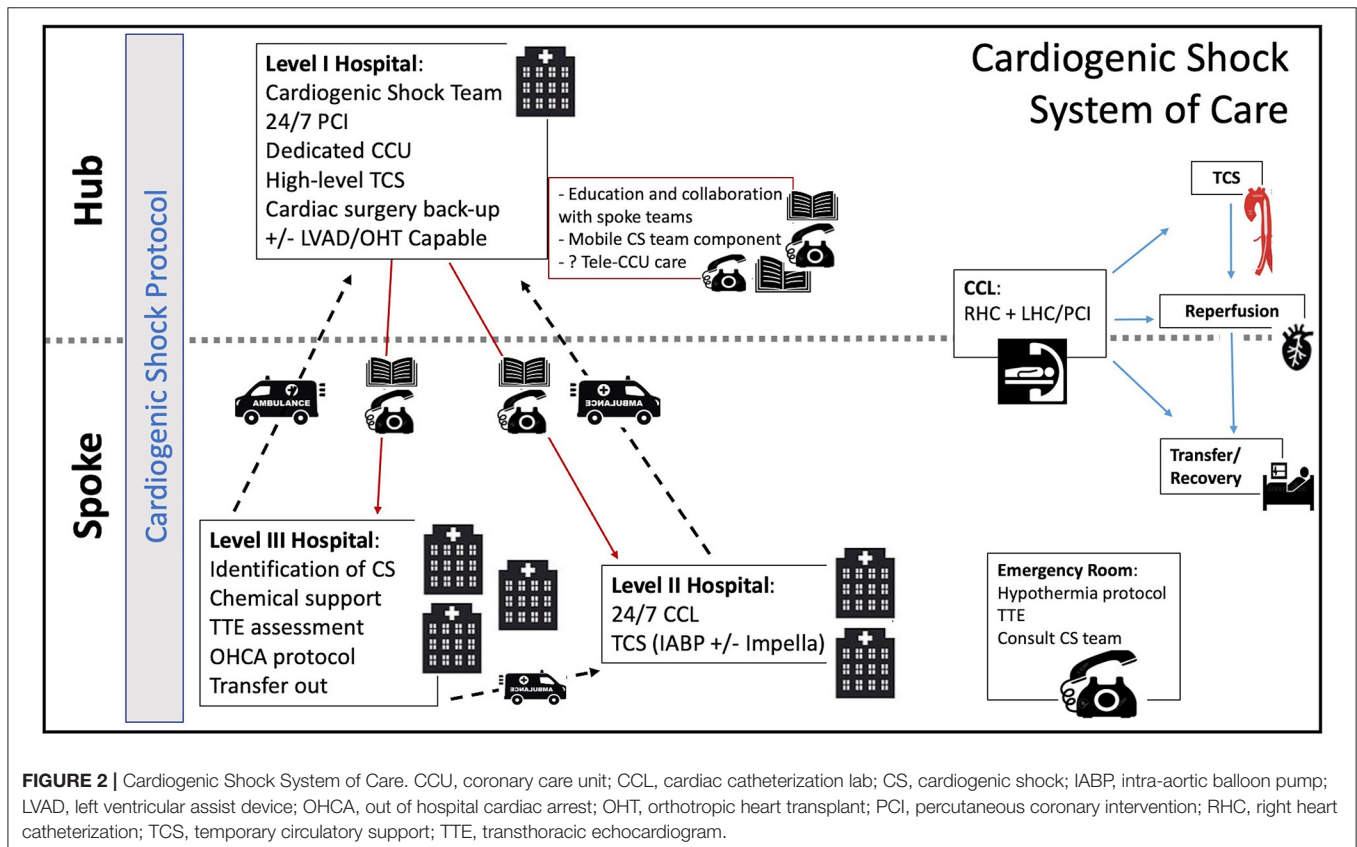 Hub
Spoke
Cardiogenic Shock Protocol
Level I Hospital:
Cardiogenic Shock Team
24/7 PCI
Dedicated CCU
High-level TCS
Cardiac surgery back-up
+/- LVAD/OHT Capable
- Education and collaboration
with spoke teams
- Mobile CS team component
- ? Tele-CCU care
Cardiogenic Shock
System of Care
TCS
CCL:
RHC + LHC/PCI
Reperfusion
Transfer/
Recovery
AMBULANCE
AMBULANCE
Level III Hospital:
Identification of CS
Chemical support
TTE assessment
OHCA protocol
Transfer out
AMBULANCE
Level II Hospital:
24/7 CCL
TCS (IABP +/- Impella)
Emergency Room:
Hypothermia protocol
TTE
Consult CS team
FIGURE 2 | Cardiogenic Shock System of Care. CCU, coronary care unit; CCL, cardiac catheterization lab; CS, cardiogenic shock; IABP, intra-aortic balloon pump;
LVAD, left ventricular assist device; OHCA, out of hospital cardiac arrest; OHT, orthotropic heart transplant; PCI, percutaneous coronary intervention; RHC, right heart
catheterization; TCS, temporary circulatory support; TTE, transthoracic echocardiogram.